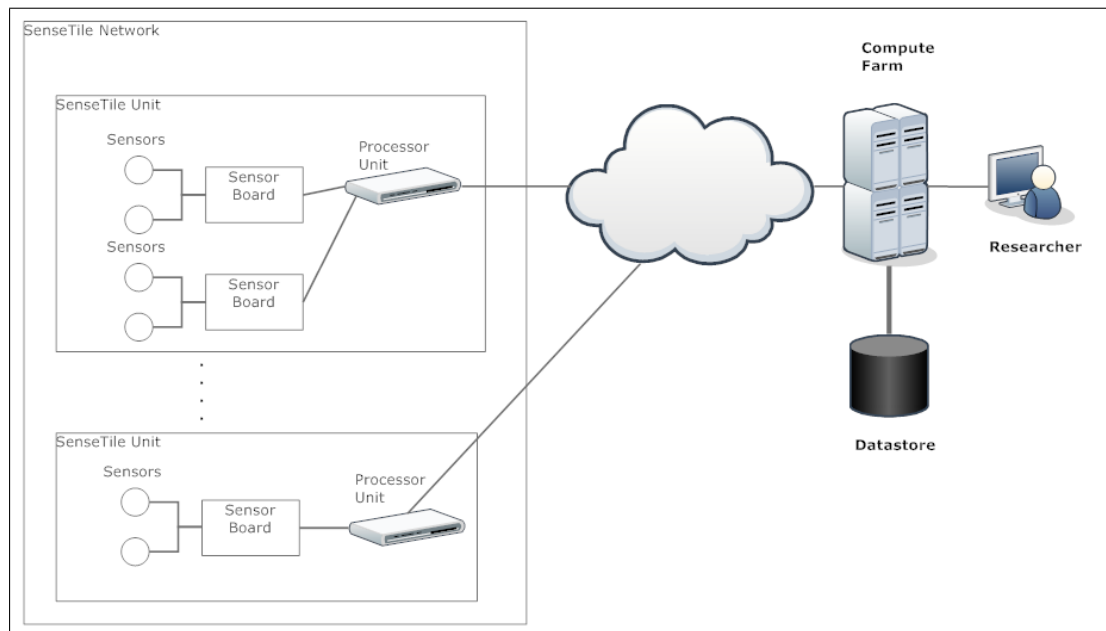 SenseTile Network
SenseTile Unit
Sensors
Sensor
Board
Processor
Unit
Sensors
Sensor
Board
SenseTile Unit
Sensors
Sensor
Board
Processor
Unit
Compute
Farm
Researcher
Datastore